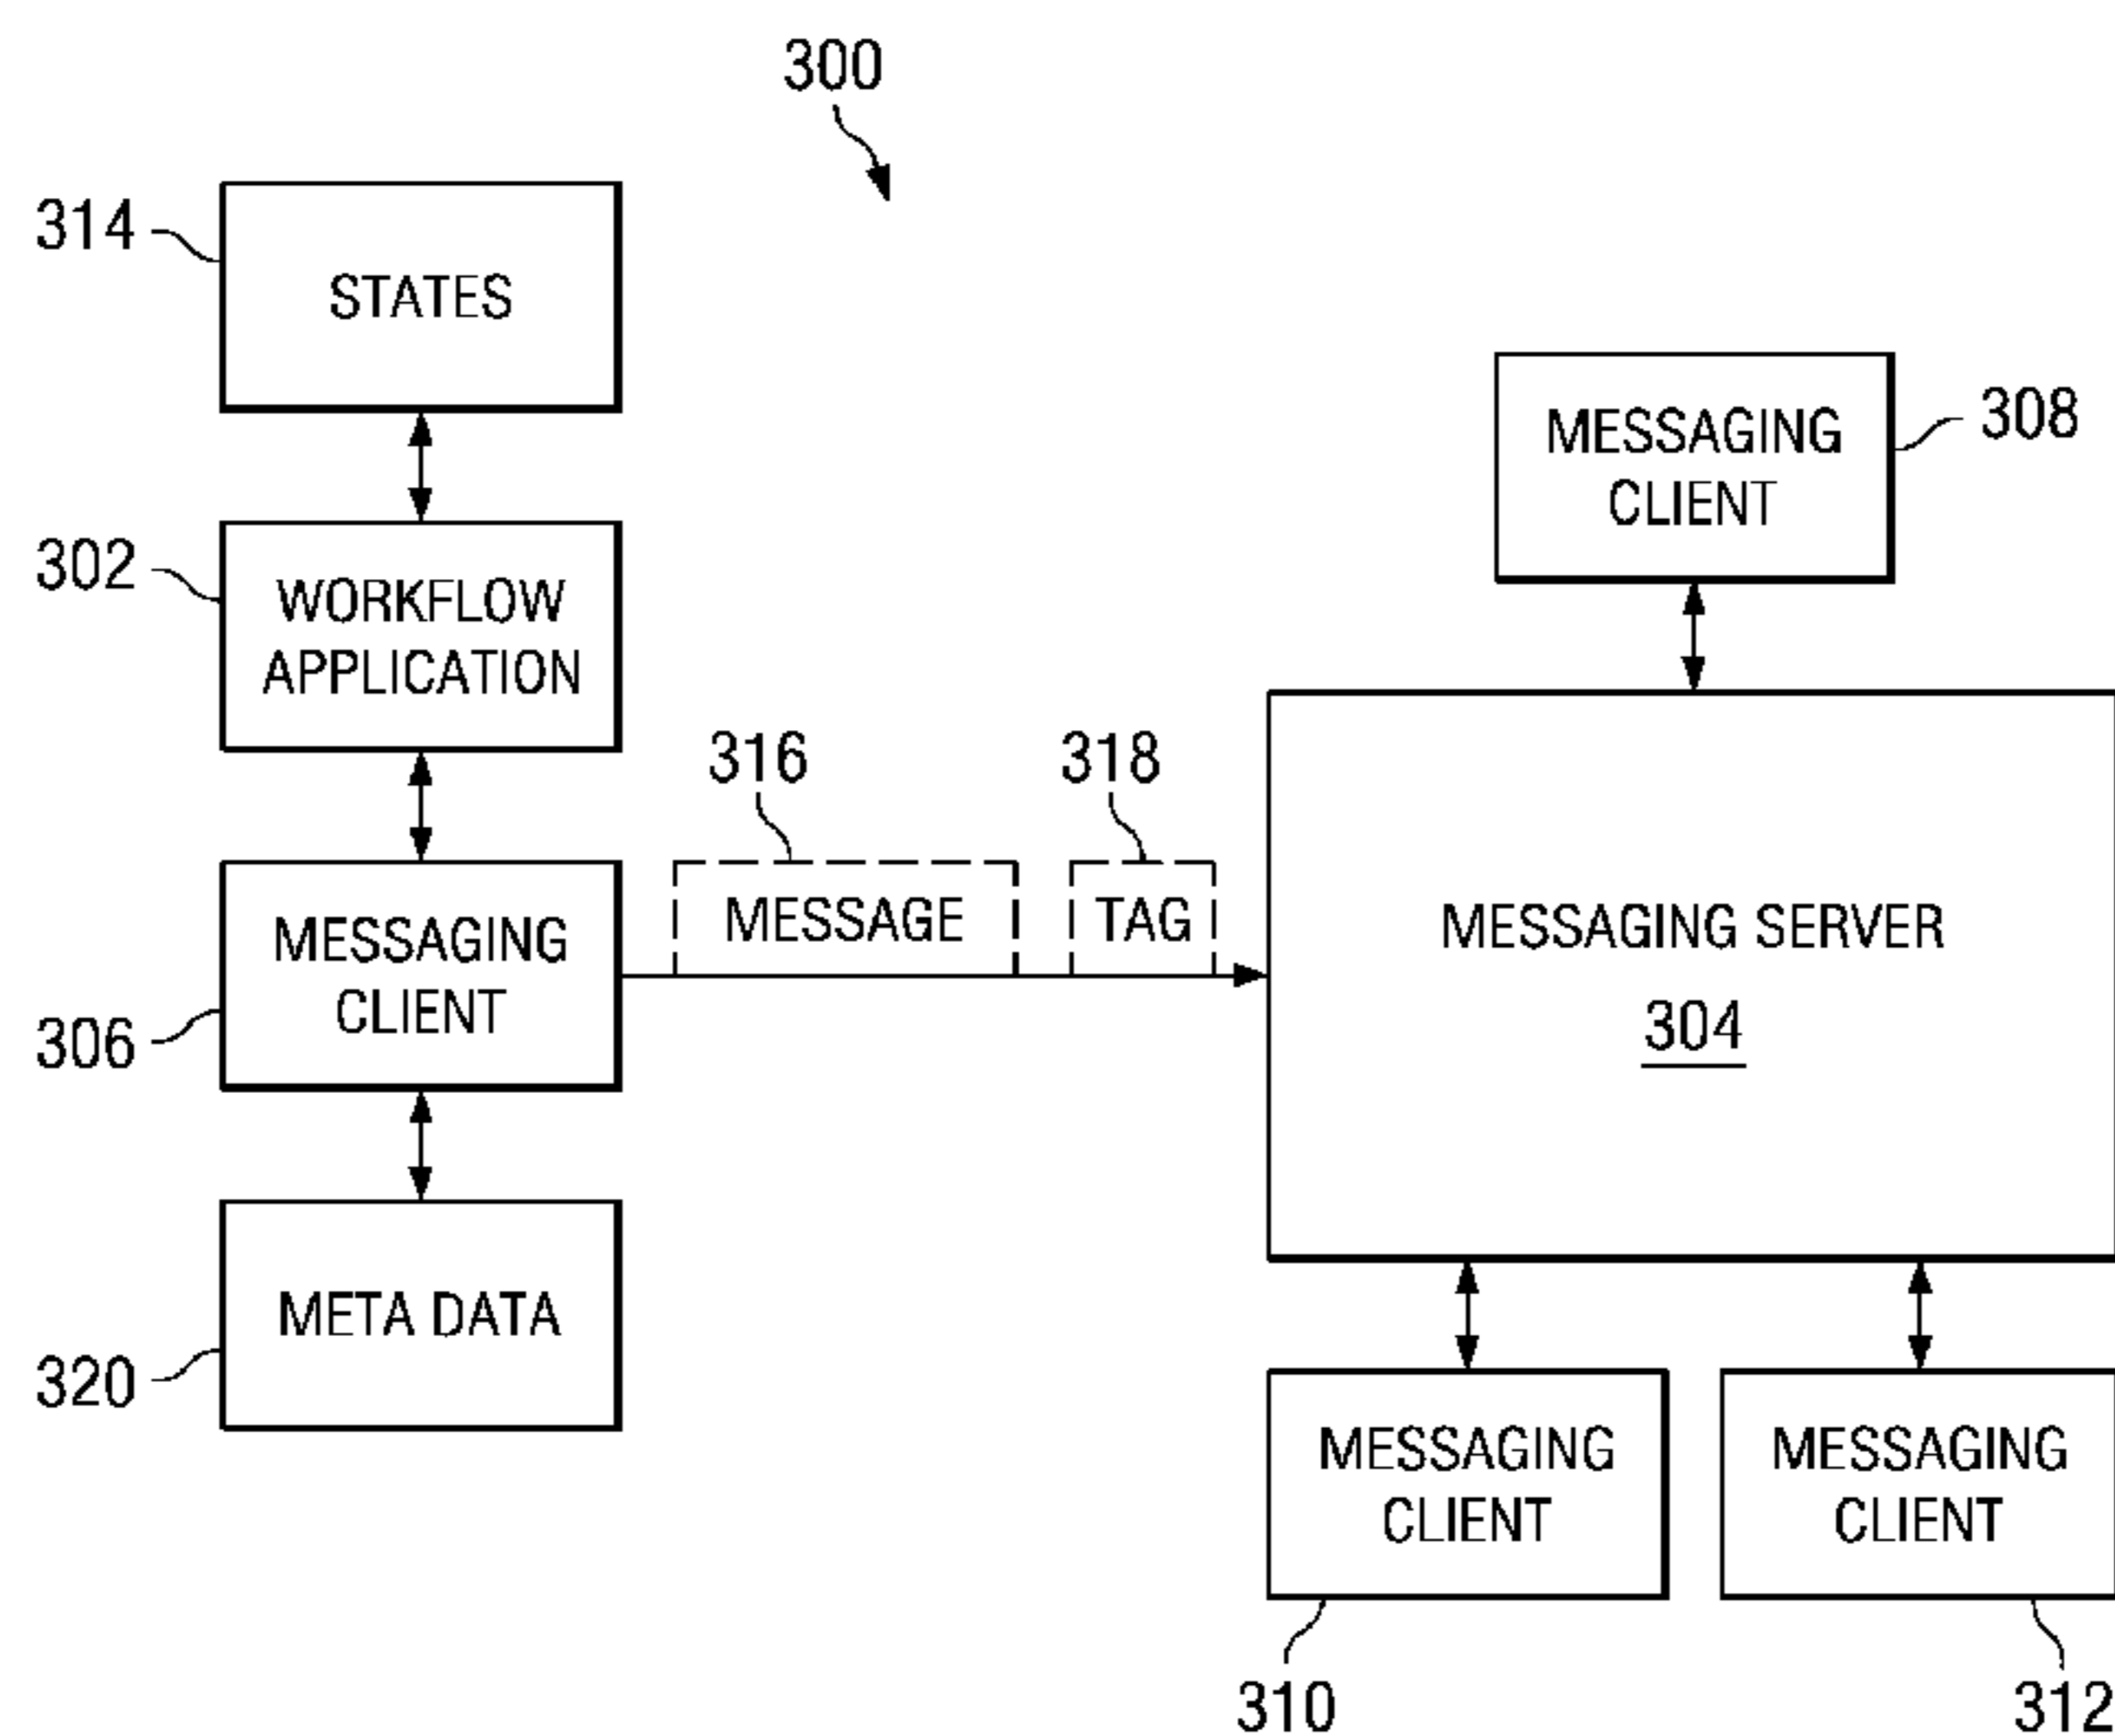 300
314
STATES
308
MESSAGING
CLIENT
302
WORKFLOW
APPLICATION
316
318
MESSAGE
TAG
MESSAGING
CLIENT
306
MESSAGING SERVER
304
META DATA
320
MESSAGING
CLIENT
MESSAGING
CLIENT
310
312